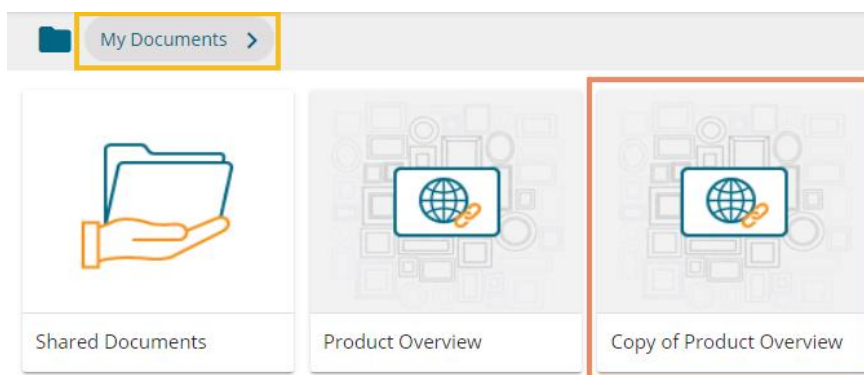 My Documents
Shared Documents
Product Overview
Copy of Product Overview